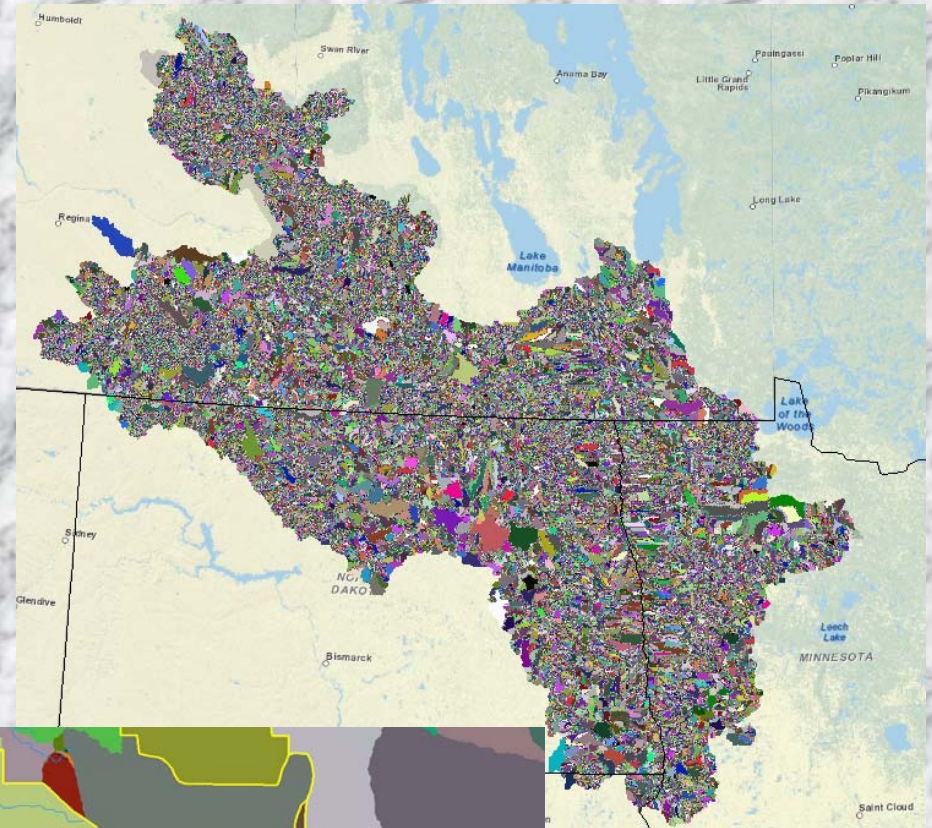 Humboldt
Swan River
Anama Bay
Pauingassi
Little Grand
Rapids
Poplar Hill
Pikangikum
Long Lake
Regina
Lake
Manitoba
Lake
of the
Woods
Sidney
DAKO
Glendive
Bismarck
Leech
Lake
MINNESOTA
Saint Cloud